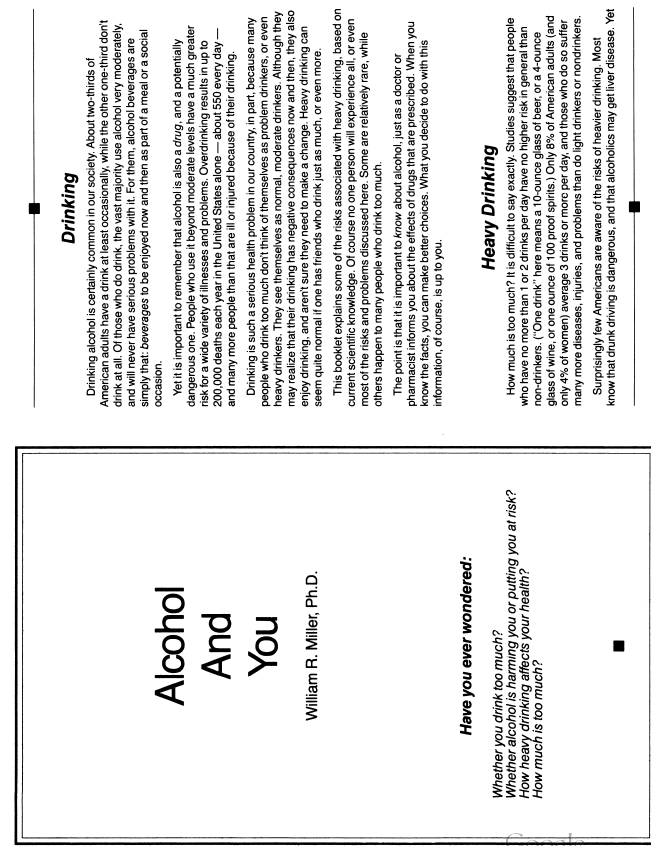 Alcohol
And
You
William R. Miller, Ph.D.
Have you ever wondered:
Whether you drink too much?
Whether alcohol is harming you or putting you at risk?
How heavy drinking affects your health?
How much is too much?
Drinking
Drinking alcohol is certainly common in our society. About two-thirds of
American adults have a drink at least occasionally, while the other one-third don't
drink at all. Of those who do drink, the vast majority use alcohol very moderately,
and will never have serious problems with it. For them, alcohol beverages are
simply that: beverages to be enjoyed now and then as part of a meal or a social
occasion.
Yet it is important to remember that alcohol is also a drug, and a potentially
dangerous one. People who use it beyond moderate levels have a much greater
risk for a wide variety of illnesses and problems. Overdrinking results in up to
200,000 deaths each year in the United States alone — about 550 every day —
and many more people than that are ill or injured because of their drinking.
Drinking is such a serious health problem in our country, in part, because many
people who drink too much don't think of themselves as problem drinkers, or even
heavy drinkers. They see themselves as normal, moderate drinkers. Although they
may realize that their drinking has negative consequences now and then, they also
enjoy drinking, and aren't sure they need to make a change. Heavy drinking can
seem quite normal if one has friends who drink just as much, or even more.
This booklet explains some of the risks associated with heavy drinking, based on
current scientific knowledge. Of course no one person will experience all, or even
most of the risks and problems discussed here. Some are relatively rare, while
others happen to many people who drink too much.
The point is that it is important to know about alcohol, just as a doctor or
pharmacist informs you about the effects of drugs that are prescribed. When you
know the facts, you can make better choices. What you decide to do with this
information, of course, is up to you.
Heavy Drinking
How much is too much? It is difficult to say exactly. Studies suggest that people
who have no more than 1 or 2 drinks per day have no higher risk in general than
non-drinkers. ("One drink" here means a 10-ounce glass of beer, or a 4-ounce
glass of wine, or one ounce of 100 proof spirits.) Only 8% of American adults (and
only 4% of women) average 3 drinks or more per day, and those who do so suffer
many more diseases, injuries, and problems than do light drinkers or nondrinkers.
Surprisingly few Americans are aware of the risks of heavier drinking. Most
know that drunk driving is dangerous, and that alcoholics may get liver disease. Yet